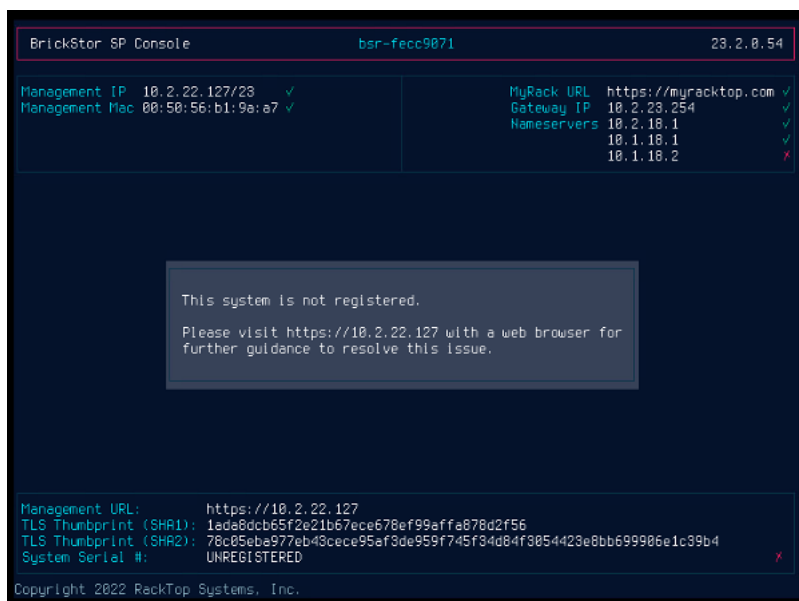 BrickStor SP Console bsr-fecc9071 23.2.0.54
Management IP 10.2.22.127/23 ✓
Management Mac 00:50:56:b1:9a:a7 ✓
MyRack URL https://myracktop.com ✓
Gateway IP 10.2.23.254 ✓
Nameservers 10.2.18.1 ✓
10.1.18.1 ✓
10.1.18.2 ✗
This system is not registered.
Please visit https://10.2.22.127 with a web browser for
further guidance to resolve this issue.
Management URL: https://10.2.22.127
TLS Thumbprint (SHA1): 1ada8dcb65f2e21b67ece678ef99affa878d2f56
TLS Thumbprint (SHA2): 78c05eba977eb43cece95af3de959f745f34d84f3054423e8bb699906e1c39b4
System Serial #: UNREGISTERED ✗
Copyright 2022 RackTop Systems, Inc.